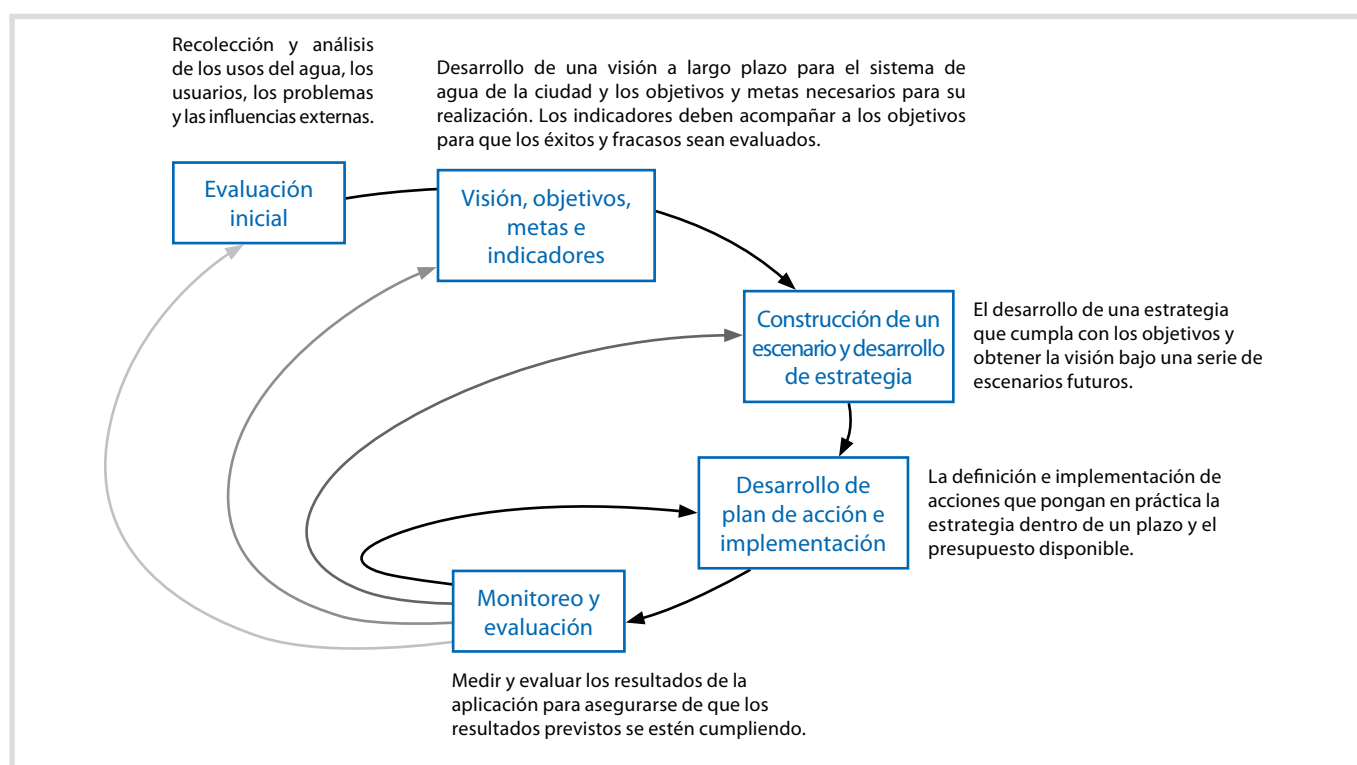 Recolección y análisis
de los usos del agua, los
usuarios, los problemas
y las influencias externas.
Desarrollo de una visión a largo plazo para el sistema de
agua de la ciudad y los objetivos y metas necesarios para su
realización. Los indicadores deben acompañar a los objetivos
para que los éxitos y fracasos sean evaluados.
Evaluación
inicial
Visión, objetivos,
metas e
indicadores
Construcción de un
escenario y desarrollo
de estrategia
El desarrollo de una estrategia
que cumpla con los objetivos y
obtener la visión bajo una serie de
escenarios futuros.
Desarrollo de
plan de acción e
implementación
La definición e implementación de
acciones que pongan en práctica la
estrategia dentro de un plazo y el
presupuesto disponible.
Monitoreo y
evaluación
Medir y evaluar los resultados de la
aplicación para asegurarse de que los
resultados previstos se estén cumpliendo.